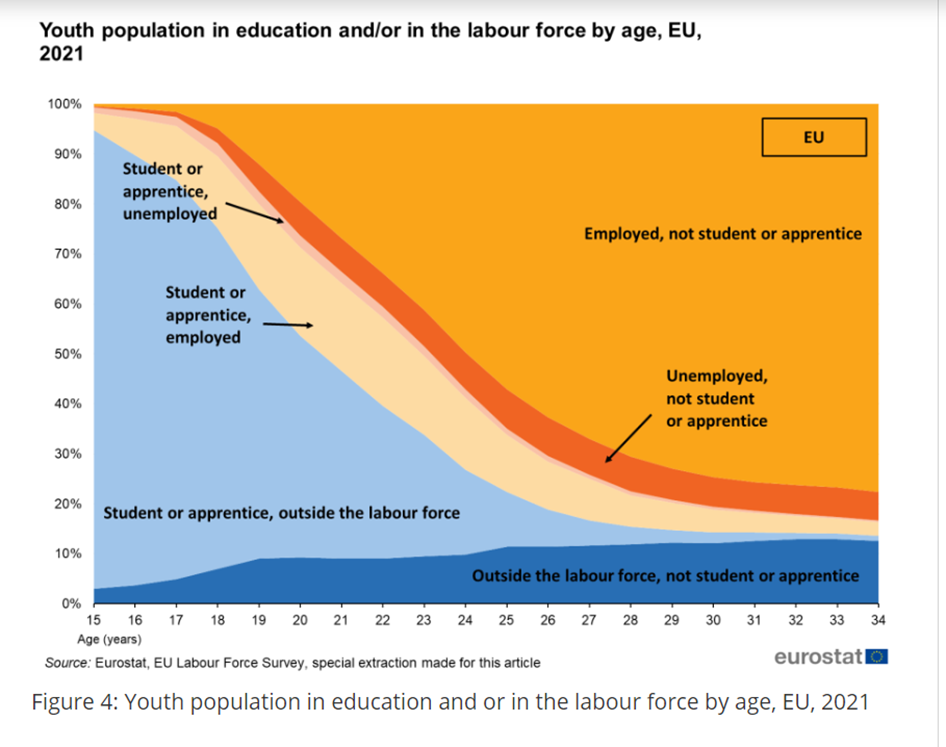 Youth population in education and/or in the labour force by age, EU,
2021
100%
90%
80%
70%
60%
50%
40%
30%
20%
10%
0%
EU
Student or
apprentice,
unemployed
Employed, not student or apprentice
Student or
apprentice,
employed
Unemployed,
not student
or apprentice
Student or apprentice, outside the labour force
Outside the labour force, not student or apprentice
15 16 17 18 19 20 21 22 23 24 25 26 27 28 29 30 31 32 33 34
Age (years)
Source: Eurostat, EU Labour Force Survey, special extraction made for this article
eurostat
Figure 4: Youth population in education and or in the labour force by age, EU, 2021